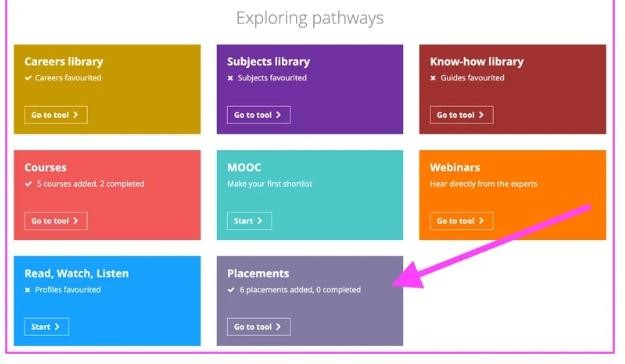 Exploring pathways
Careers library
✔ Careers favourited
Go to tool >
Subjects library
✖ Subjects favourited
Go to tool >
Know-how library
✖ Guides favourited
Go to tool >
Courses
✔ 5 courses added, 2 completed
Go to tool >
MOOC
Make your first shortlist
Start >
Webinars
Hear directly from the experts
Go to tool >
Read, Watch, Listen
✖ Profiles favourited
Start >
Placements
✔ 6 placements added, 0 completed
Go to tool >